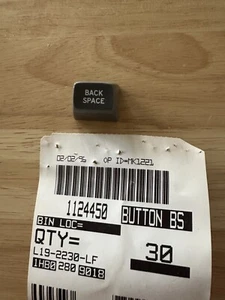 BACK
SPACE
02/02/96 OP ID=MK1221
1124450 BUTTON BS
BIN LOC=
QTY= 30
L19-2230-LF
1H80 280 9018